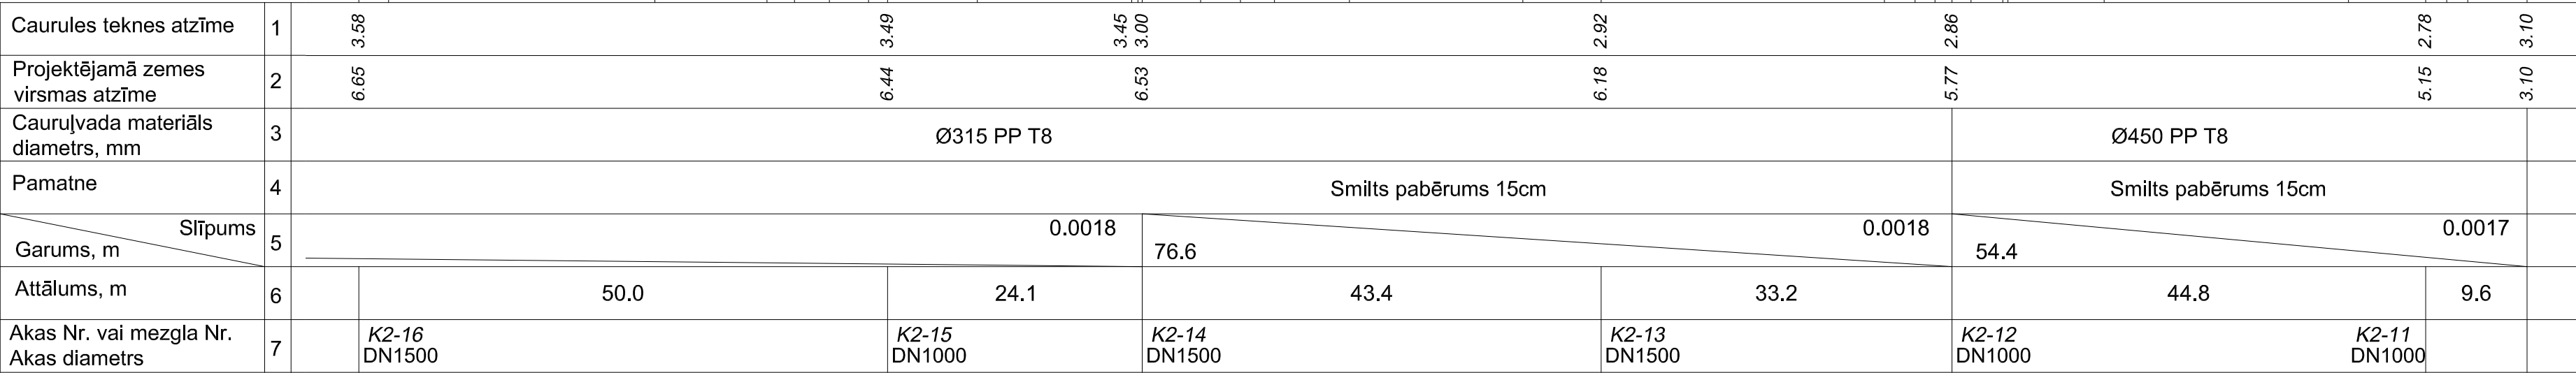 Caurules teknes atzīme 1 3.58 3.49 3.45 3.00 2.92 2.86 2.78 3.10
Projektējamā zemes
virsmas atzīme 2 6.65 6.44 6.53 6.18 5.77 5.15 3.10
Cauruļvada materiāls
diametrs, mm 3 Ø315 PP T8 Ø450 PP T8
Pamatne 4 Smilts pabērums 15cm Smilts pabērums 15cm
Slīpums 0.0018 0.0018 0.0017
Garums, m 5 76.6 54.4
Attālums, m 6 50.0 24.1 43.4 33.2 44.8 9.6
Akas Nr. vai mezgla Nr. K2-16 K2-15 K2-14 K2-13 K2-12 K2-11
Akas diametrs 7 DN1500 DN1000 DN1500 DN1500 DN1000 DN1000